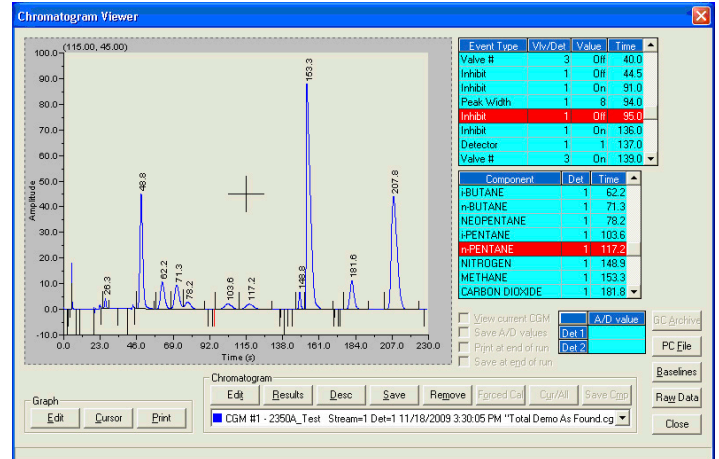 Chromatogram Viewer
(115.00, 45.00)
100.0
90.0
80.0
70.0
60.0
50.0
40.0
30.0
20.0
10.0
0.0
-10.0
Amplitude
26.3
48.8
62.2
71.3
78.2
103.6
117.2
148.8
153.3
181.6
207.8
0.0 23.0 46.0 69.0 92.0 115.0 138.0 161.0 184.0 207.0 230.0
Time (s)
Event Type Vlv/Det Value Time
Valve # 3 Off 40.0
Inhibit 1 Off 44.5
Inhibit 1 On 91.0
Peak Width 1 8 94.0
Inhibit 1 Off 95.0
Inhibit 1 On 136.0
Detector 1 1 137.0
Valve # 3 On 139.0
Component Det Time
i-BUTANE 1 62.2
n-BUTANE 1 71.3
NEOPENTANE 1 78.2
i-PENTANE 1 103.6
n-PENTANE 1 117.2
NITROGEN 1 148.9
METHANE 1 153.3
CARBON DIOXIDE 1 181.8
View current CGM
Save A/D values
Print at end of run
Save at end of run
A/D value
Det 1
Det 2
GC Archive
PC File
Baselines
Raw Data
Close
Graph
Edit Cursor Print
Chromatogram
Edit Results Desc Save Remove Forced Cal Cur/All Save Cmp
CGM #1 - 2350A_Test Stream=1 Det=1 11/18/2009 3:30:05 PM "Total Demo As Found.cg